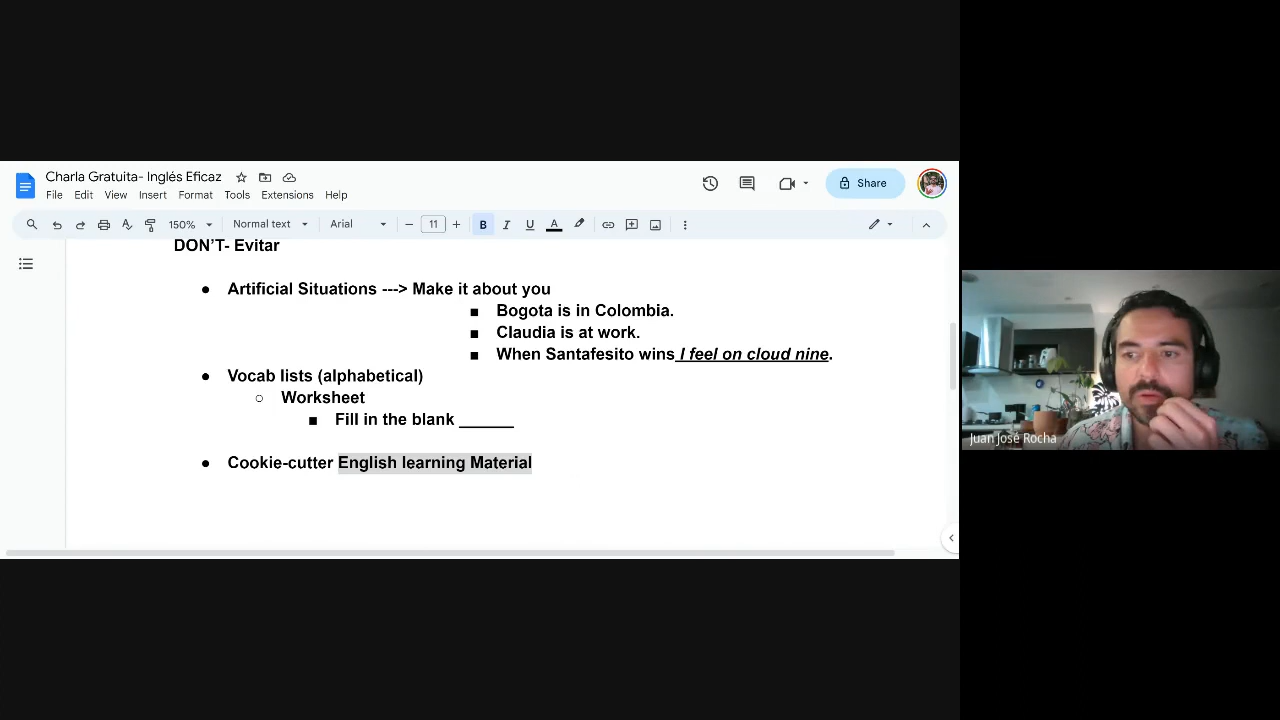 Charla Gratuita- Inglés Eficaz
File Edit View Insert Format Tools Extensions Help
Share
150% Normal text Arial 11 B I U A
DON'T- Evitar
● Artificial Situations ---> Make it about you
■ Bogota is in Colombia.
■ Claudia is at work.
■ When Santafesito wins I feel on cloud nine.
● Vocab lists (alphabetical)
○ Worksheet
■ Fill in the blank ______
● Cookie-cutter English learning Material
Juan José Rocha